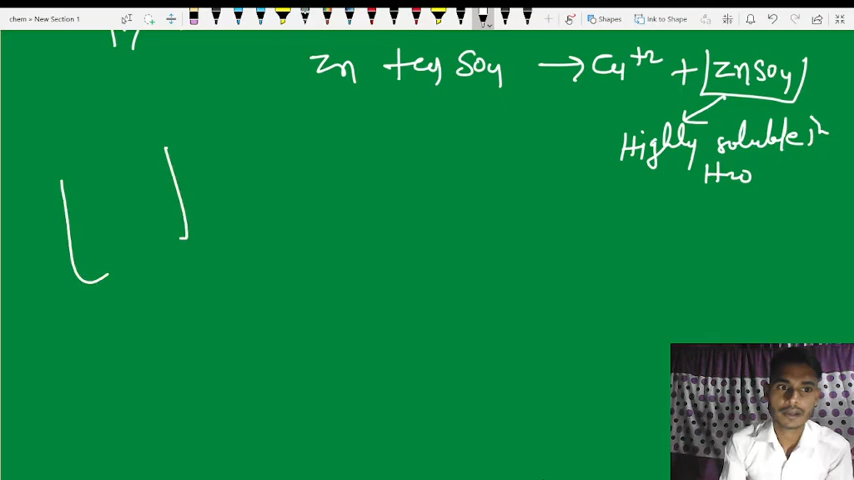 chem » New Section 1
Shapes
Ink to Shape
Zn + Cu SO4 → Cu+2 + ZnSO4
Highly soluble in
H2O